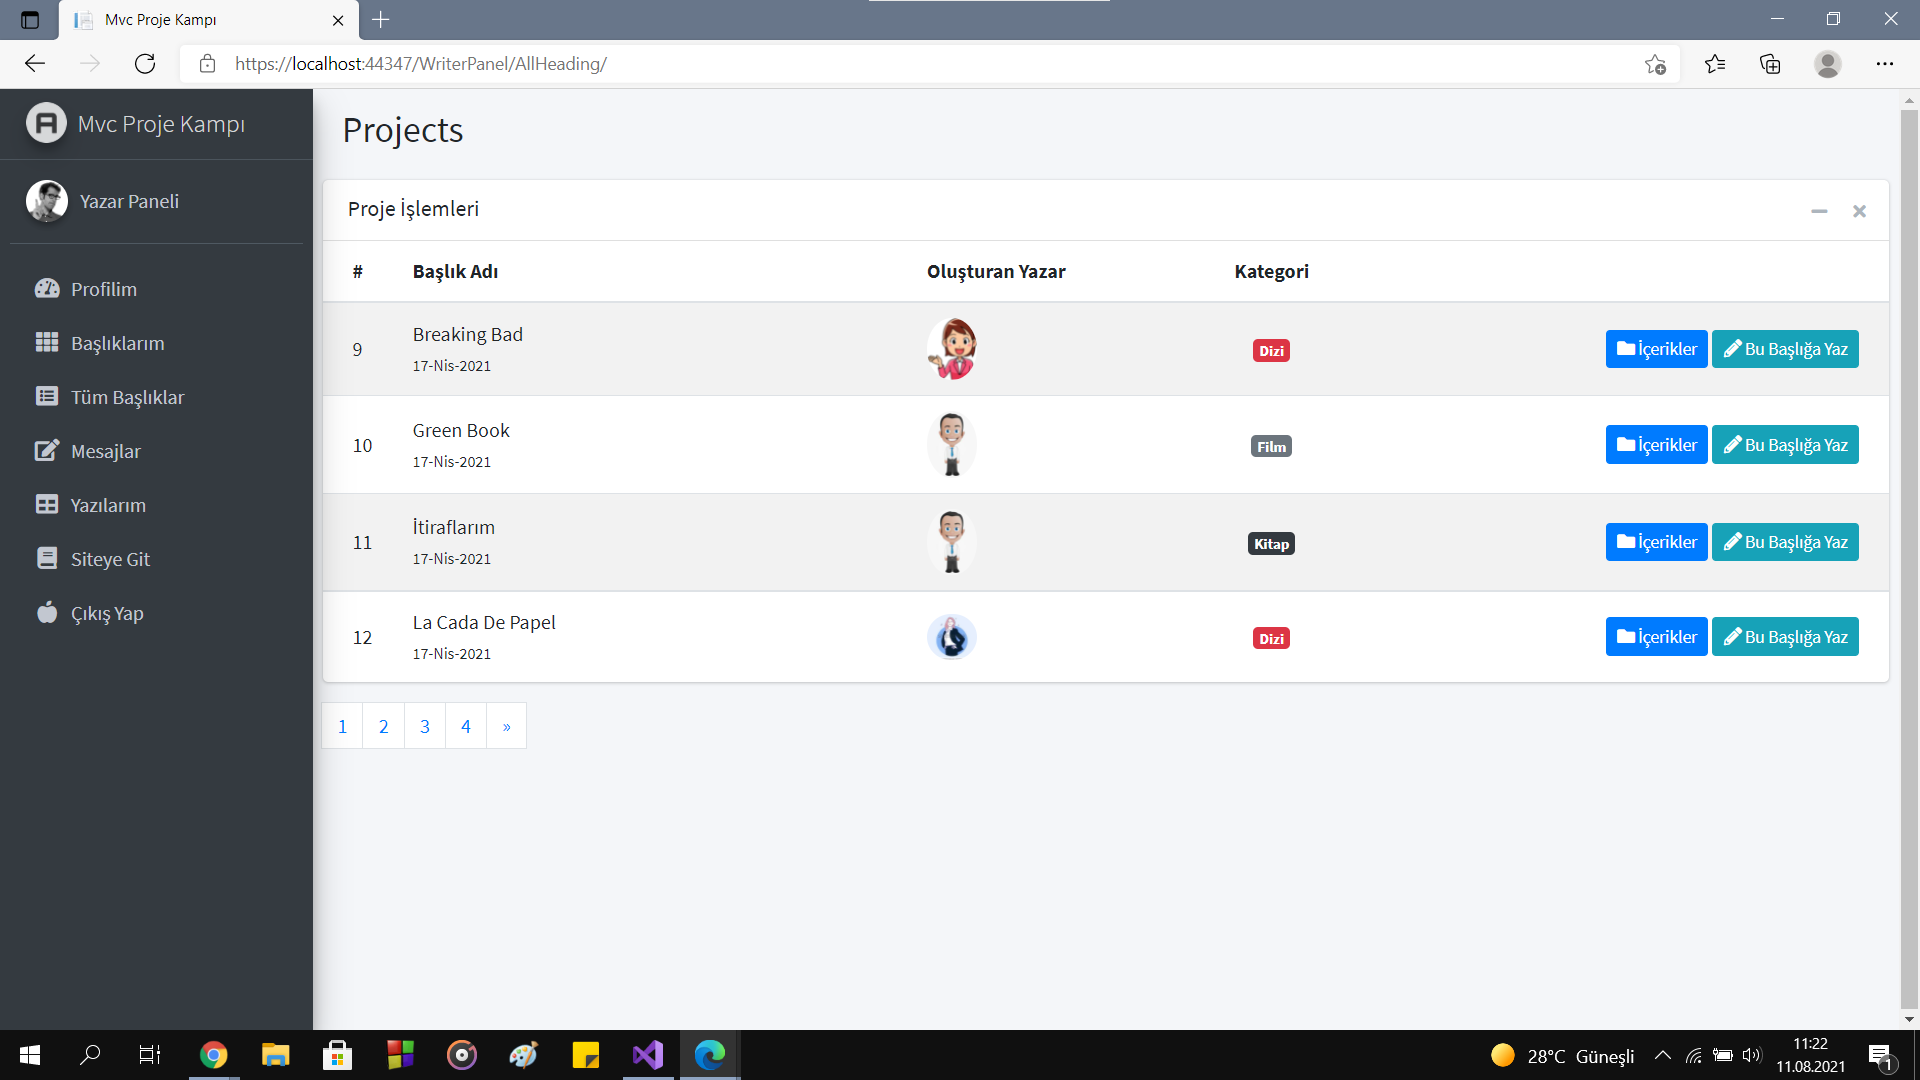 Mvc Proje Kampı
https://localhost:44347/WriterPanel/AllHeading/
Mvc Proje Kampı
Yazar Paneli
Profilim
Başlıklarım
Tüm Başlıklar
Mesajlar
Yazılarım
Siteye Git
Çıkış Yap
Projects
Proje İşlemleri
# Başlık Adı Oluşturan Yazar Kategori
9 Breaking Bad 17-Nis-2021 Dizi İçerikler Bu Başlığa Yaz
10 Green Book 17-Nis-2021 Film İçerikler Bu Başlığa Yaz
11 İtiraflarım 17-Nis-2021 Kitap İçerikler Bu Başlığa Yaz
12 La Cada De Papel 17-Nis-2021 Dizi İçerikler Bu Başlığa Yaz
1 2 3 4 »
28°C Güneşli
11:22
11.08.2021
1